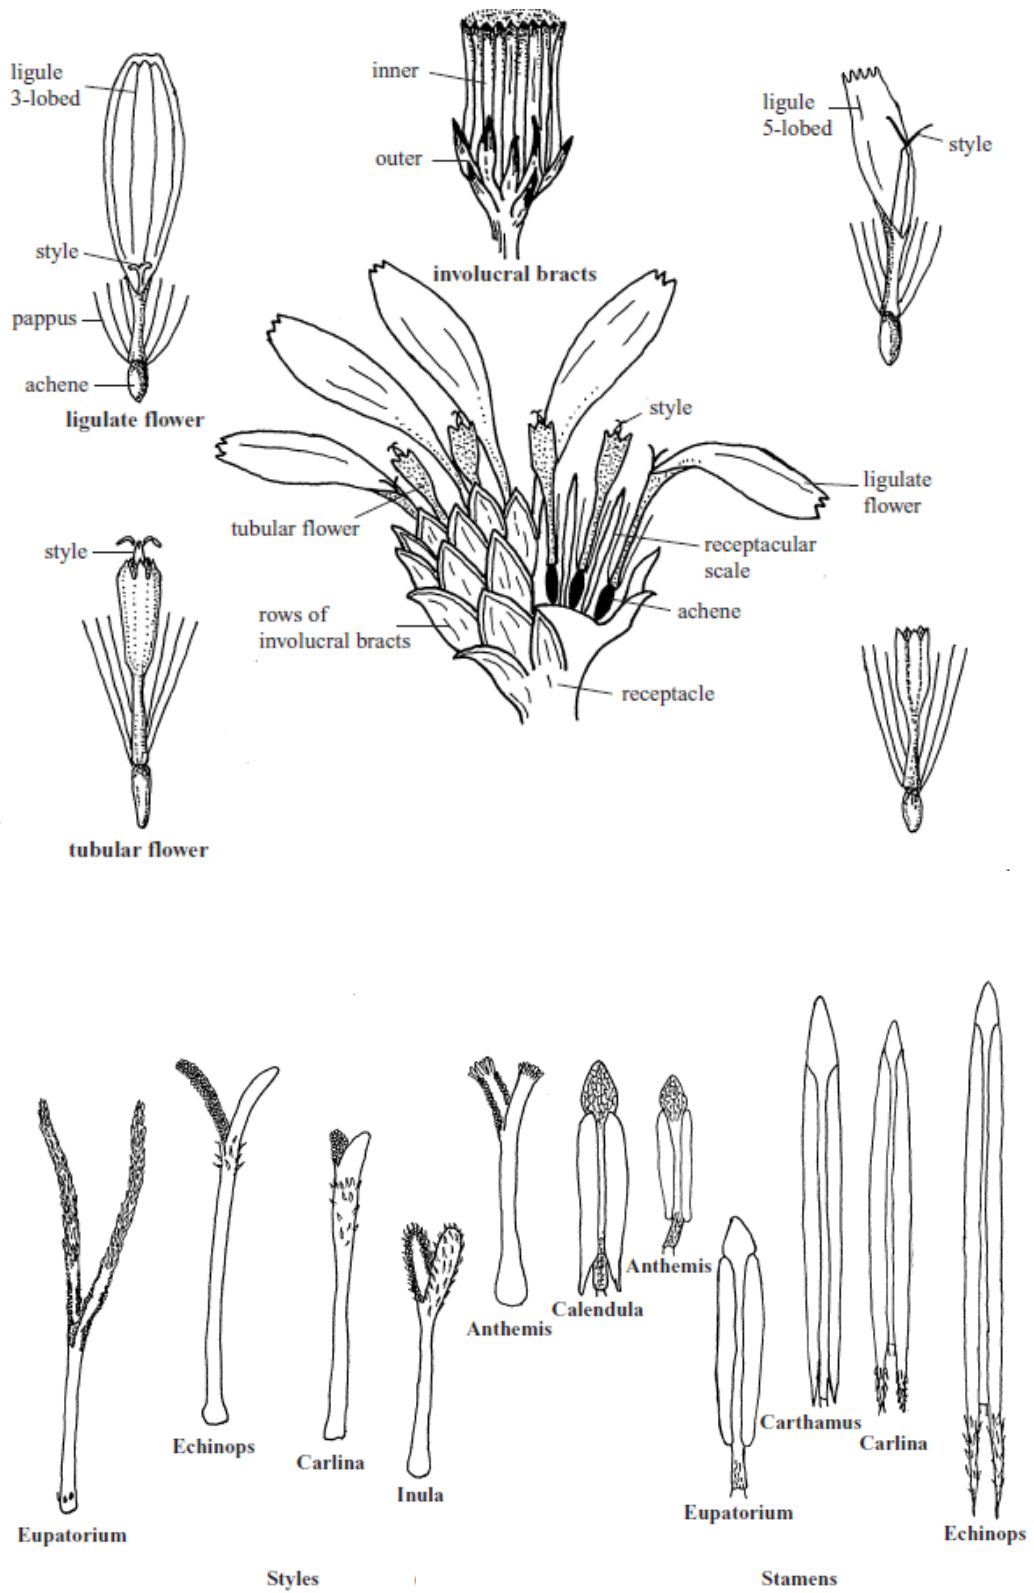 ligule
3-lobed
style
pappus
achene
ligulate flower
inner
outer
involucral bracts
ligule
5-lobed
style
style
ligulate
flower
tubular flower
receptacular
scale
achene
rows of
involucral bracts
receptacle
style
tubular flower
Eupatorium
Echinops
Carlina
Inula
Anthemis
Calendula
Anthemis
Eupatorium
Carthamus
Carlina
Echinops
Styles
Stamens